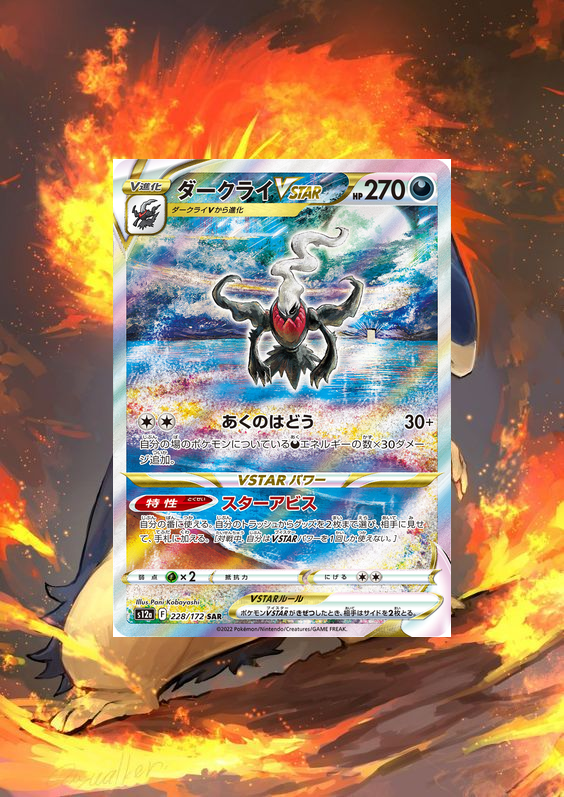 V進化
ダークライVSTAR
HP 270
ダークライVから進化
あくのはどう 30+
自分の場のポケモンについているエネルギーの数×30ダメー
ジ追加。
VSTARパワー
特性 とくせい スターアビス
自分の番に使える。自分のトラッシュからグッズを2枚まで選び、相手に見せ
て、手札に加える。[対戦中、自分はVSTARパワーを1回しか使えない。]
弱点 ×2 抵抗力 にげる
Illus. Pani Kobayashi
VSTARルール
s12a F 228/172 SAR
ポケモンVSTARがきぜつしたとき、相手はサイドを2枚とる。
©2022 Pokémon/Nintendo/Creatures/GAME FREAK.